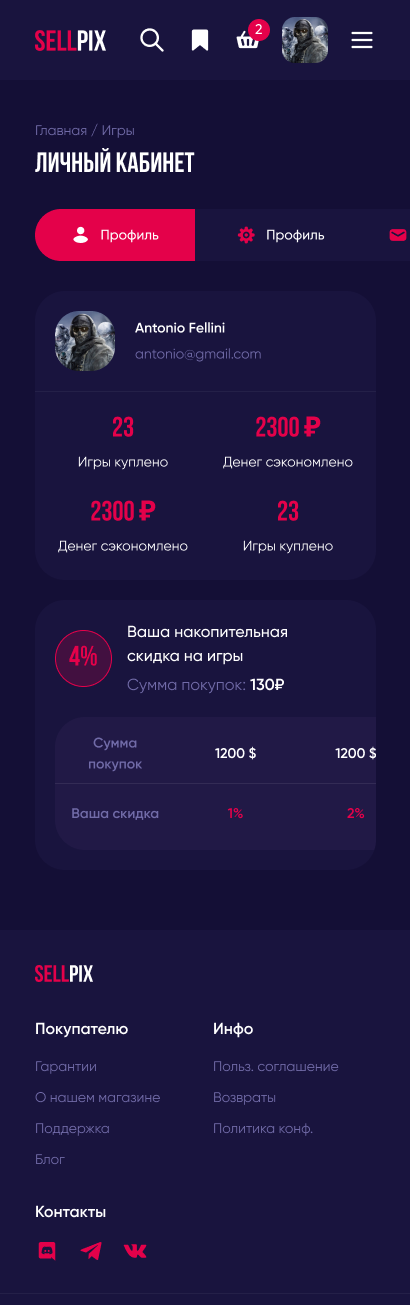 SELLPIX
2
Главная / Игры
ЛИЧНЫЙ КАБИНЕТ
Профиль
Профиль
Antonio Fellini
antonio@gmail.com
23
2300 ₽
Игры куплено
Денег сэкономлено
2300 ₽
23
Денег сэкономлено
Игры куплено
4%
Ваша накопительная
скидка на игры
Сумма покупок: 130₽
Сумма
покупок
1200 $
1200 $
Ваша скидка
1%
2%
SELLPIX
Покупателю
Инфо
Гарантии
Польз. соглашение
О нашем магазине
Возвраты
Поддержка
Политика конф.
Блог
Контакты